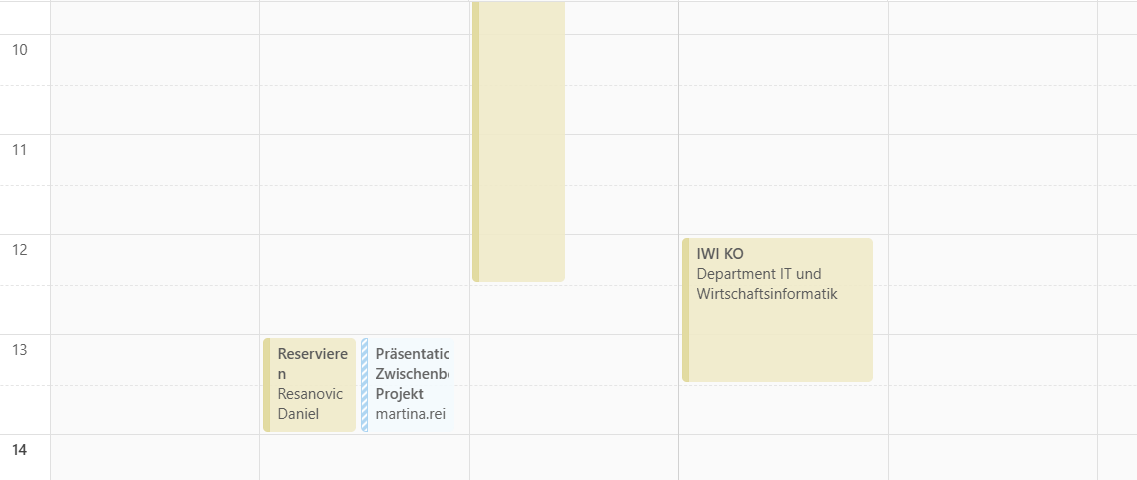 10
11
12
IWI KO
Department IT und
Wirtschaftsinformatik
13
Reserviere
n
Resanovic
Daniel
Präsentatic
Zwischenb
Projekt
martina.rei
14